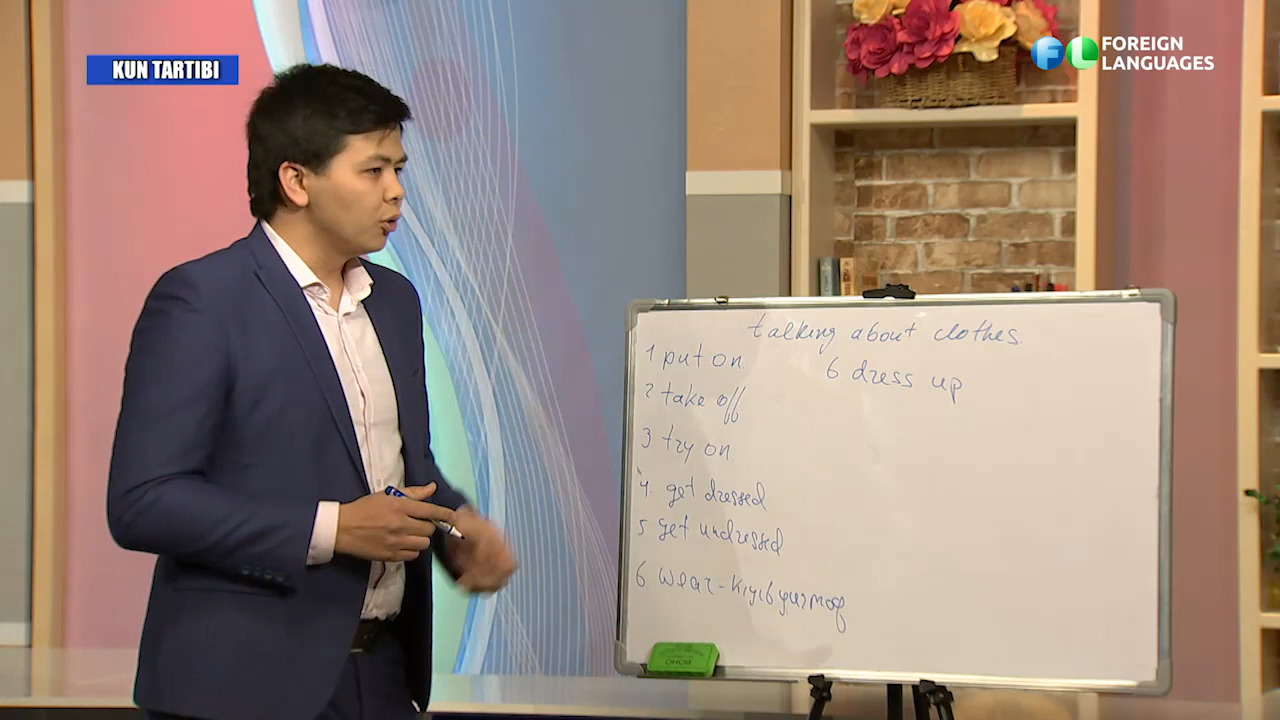 KUN TARTIBI
FOREIGN
LANGUAGES
talking about clothes.
1 put on
2 take off
3 try on
4. get dressed
5 get undressed
6. wear - kiyib yurmoq
6. dress up